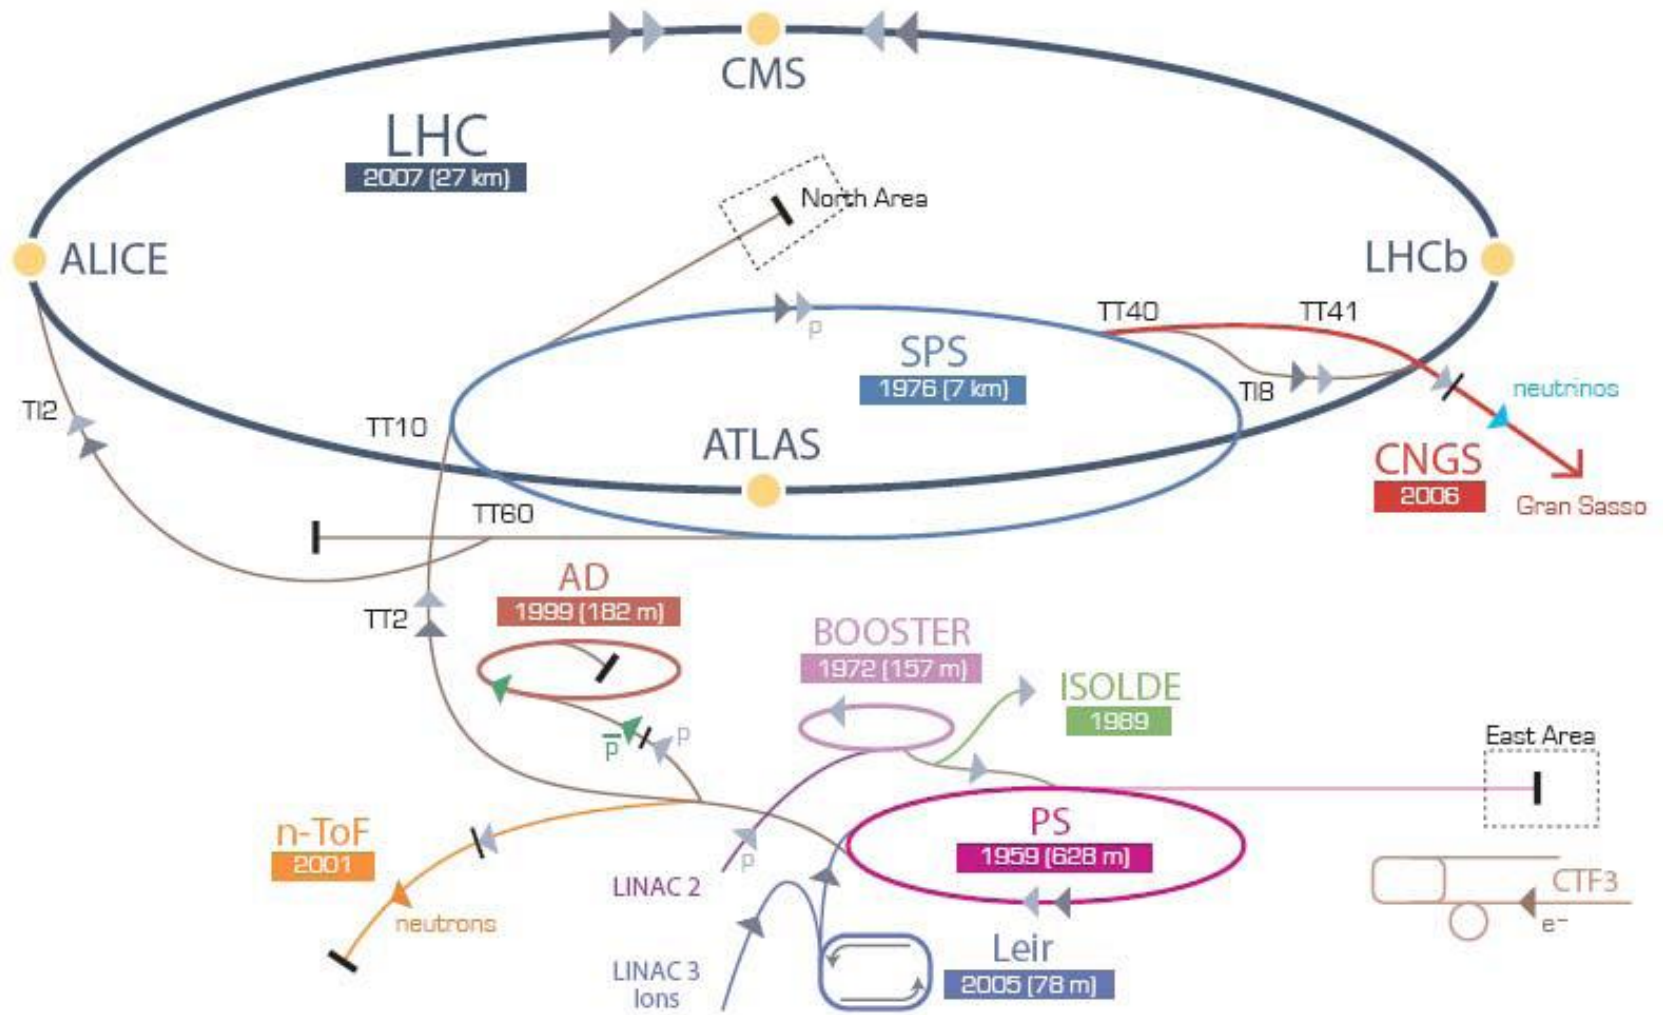 CMS
LHC
2007 (27 km)
North Area
ALICE
LHCb
TT40
TT41
p
SPS
1976 (7 km)
TI8
neutrinos
TI2
TT10
ATLAS
CNGS
2006
Gran Sasso
TT60
AD
1999 (182 m)
TT2
BOOSTER
1972 (157 m)
ISOLDE
1989
p̅
p
East Area
n-ToF
2001
PS
1959 (628 m)
p
LINAC 2
CTF3
neutrons
e⁻
Leir
2005 (78 m)
LINAC 3
Ions